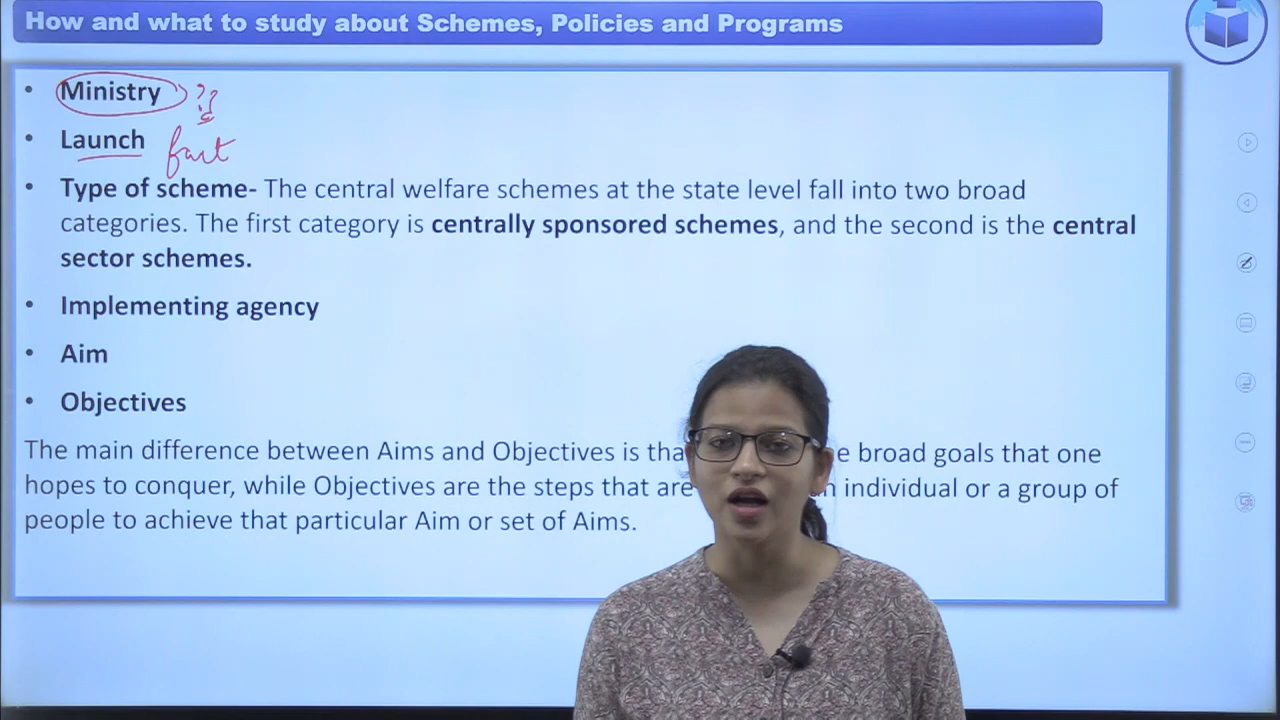 How and what to study about Schemes, Policies and Programs
• Ministry ??
• Launch
• Type of scheme- The central welfare schemes at the state level fall into two broad
categories. The first category is centrally sponsored schemes, and the second is the central
sector schemes.
• Implementing agency
• Aim
• Objectives
The main difference between Aims and Objectives is tha e broad goals that one
hopes to conquer, while Objectives are the steps that are n individual or a group of
people to achieve that particular Aim or set of Aims.